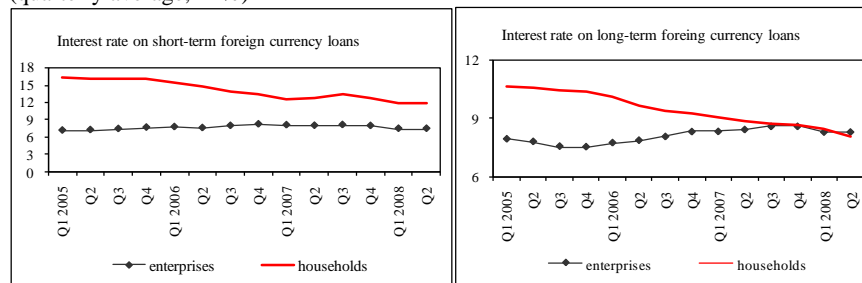 Interest rate on short-term foreign currency loans
18
15
12
9
6
3
0
Q1 2005
Q2
Q3
Q4
Q1 2006
Q2
Q3
Q4
Q1 2007
Q2
Q3
Q4
Q1 2008
Q2
enterprises
households
Interest rate on long-term foreing currency loans
12
9
6
Q1 2005
Q2
Q3
Q4
Q1 2006
Q2
Q3
Q4
Q1 2007
Q2
Q3
Q4
Q1 2008
Q2
enterprises
households